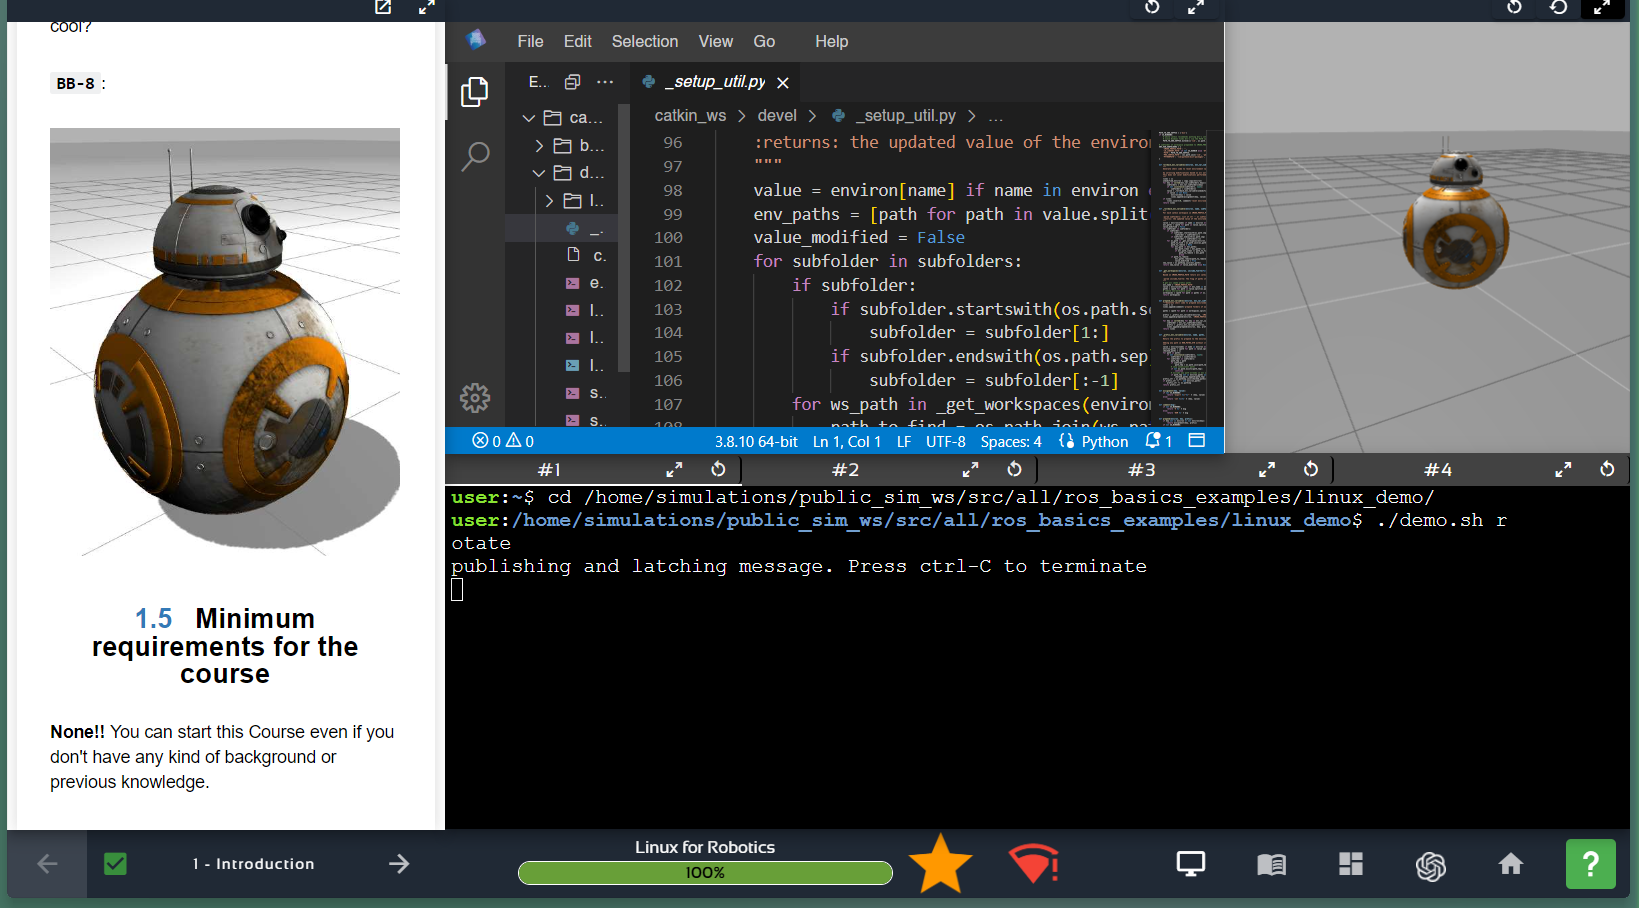 cool?
BB-8 :
1.5 Minimum
requirements for the
course
None!! You can start this Course even if you
don't have any kind of background or
previous knowledge.
File Edit Selection View Go Help
E... ··· _setup_util.py
ca...
b...
d...
l..
_.
c.
e.
l..
l..
l..
s..
s..
catkin_ws > devel > _setup_util.py > ...
96 :returns: the updated value of the enviro
97 """
98 value = environ[name] if name in environ
99 env_paths = [path for path in value.split
100 value_modified = False
101 for subfolder in subfolders:
102 if subfolder:
103 if subfolder.startswith(os.path.s
104 subfolder = subfolder[1:]
105 if subfolder.endswith(os.path.sep
106 subfolder = subfolder[:-1]
107 for ws_path in _get_workspaces(enviro
108 path_to_find = os.path.join(ws_pa
0 0 3.8.10 64-bit Ln 1, Col 1 LF UTF-8 Spaces: 4 Python 1
#1 #2 #3 #4
user:~$ cd /home/simulations/public_sim_ws/src/all/ros_basics_examples/linux_demo/
user:/home/simulations/public_sim_ws/src/all/ros_basics_examples/linux_demo$ ./demo.sh r
otate
publishing and latching message. Press ctrl-C to terminate
1 - Introduction
Linux for Robotics
100%
?